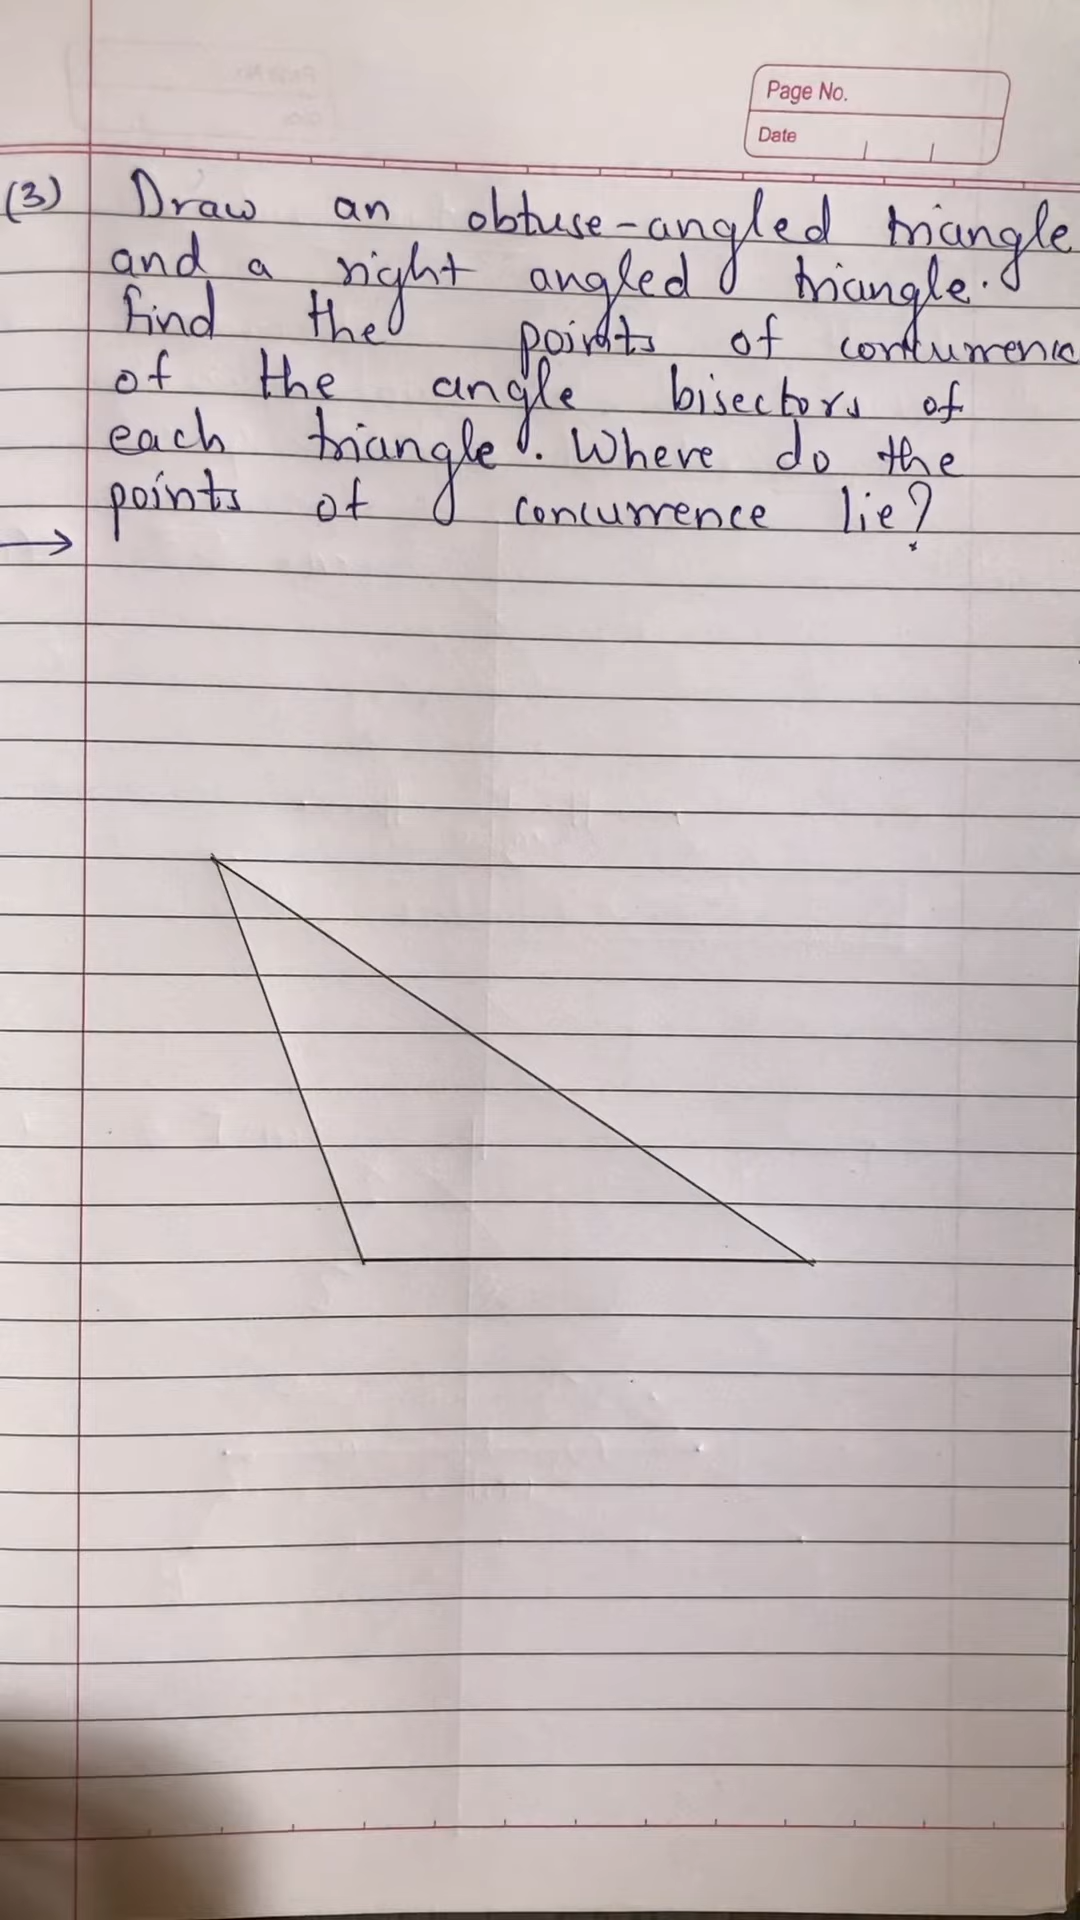 Page No.
Date
(3) Draw an obtuse-angled triangle
and a right angled triangle.
Find the points of concurrenc
of the angle bisectors of
each triangle. Where do the
points of concurrence lie?
→